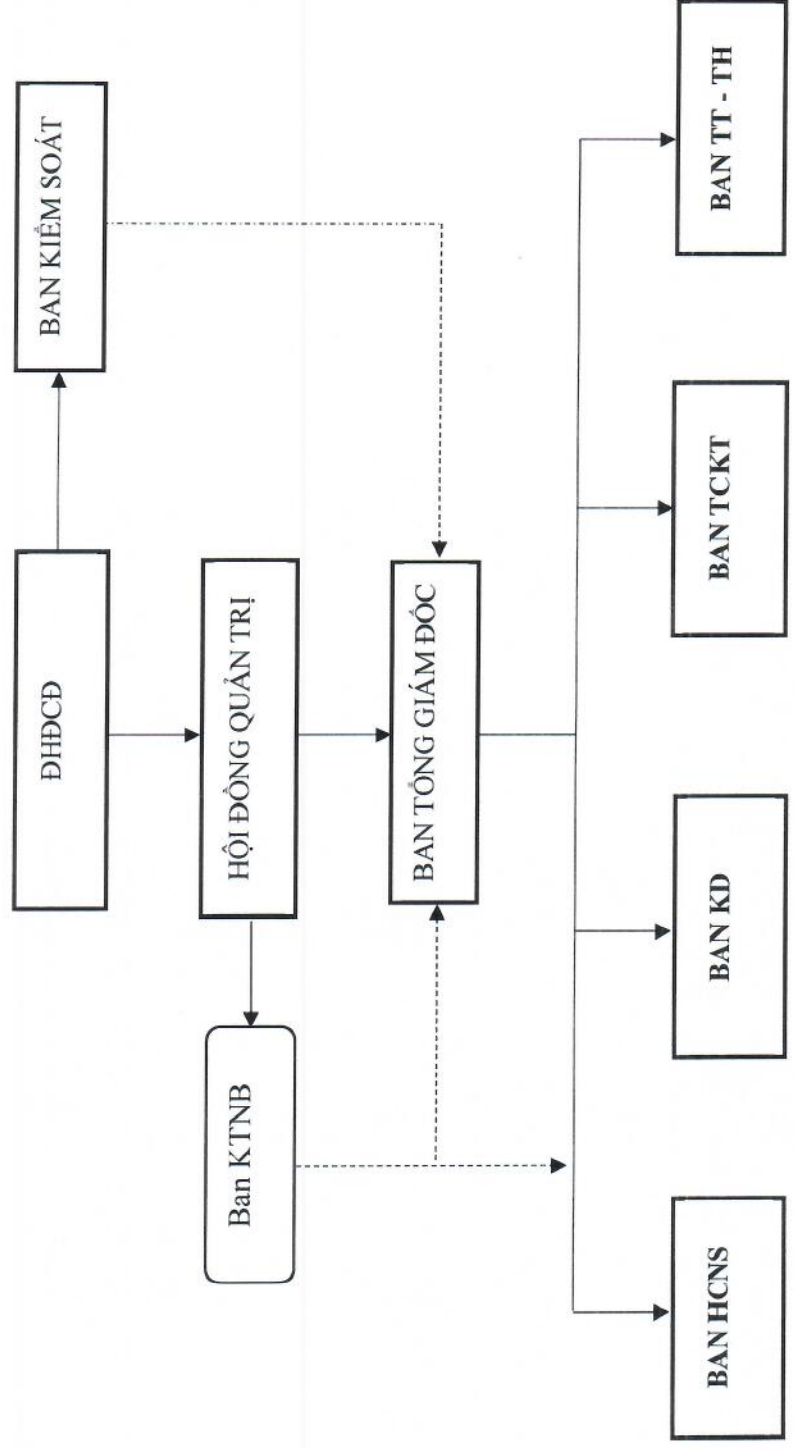 ĐHĐCĐ
BAN KIỂM SOÁT
HỘI ĐỒNG QUẢN TRỊ
Ban KTNB
BAN TỔNG GIÁM ĐỐC
BAN HCNS
BAN KD
BAN TCKT
BAN TT - TH